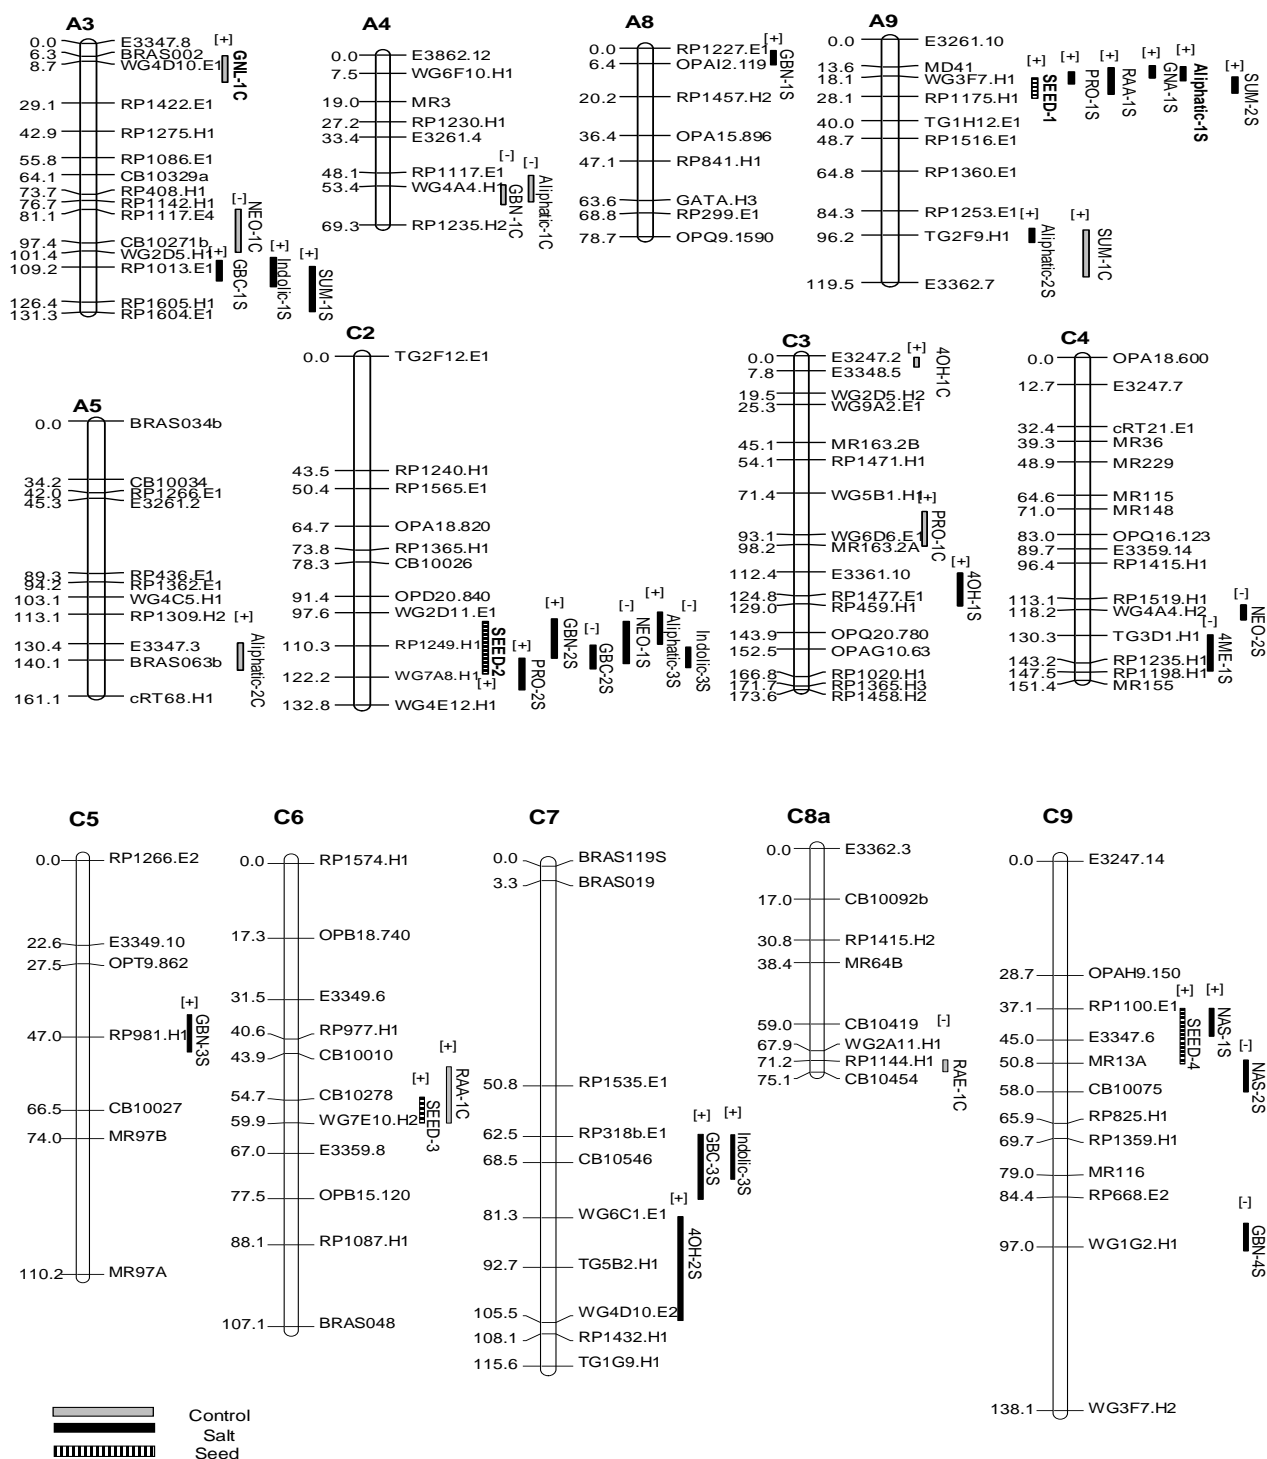 A3
0.0 E3347.8
6.3 BRAS002
8.7 WG4D10.E1
29.1 RP1422.E1
42.9 RP1275.H1
55.8 RP1086.E1
64.1 CB10329a
73.7 RP408.H1
76.7 RP1142.H1
81.1 RP1117.E4
97.4 CB10271b
101.4 WG2D5.H1
109.2 RP1013.E1
126.4 RP1605.H1
131.3 RP1604.E1
[+] GNL-1C
[-] NEO-1C
[+] GBC-1S
[+] Indolic-1S
[+] SUM-1S
A4
0.0 E3862.12
7.5 WG6F10.H1
19.0 MR3
27.2 RP1230.H1
33.4 E3261.4
48.1 RP1117.E1
53.4 WG4A4.H1
69.3 RP1235.H2
[-] GBN-1C
[-] Aliphatic-1C
A8
0.0 RP1227.E1
6.4 OPAI2.119
20.2 RP1457.H2
36.4 OPA15.896
47.1 RP841.H1
63.6 GATA.H3
68.8 RP299.E1
78.7 OPQ9.1590
[+] GBN-1S
A9
0.0 E3261.10
13.6 MD41
18.1 WG3F7.H1
28.1 RP1175.H1
40.0 TG1H12.E1
48.7 RP1516.E1
64.8 RP1360.E1
84.3 RP1253.E1
96.2 TG2F9.H1
119.5 E3362.7
[+] SEED-1
[+] PRO-1S
[+] RAA-1S
[+] GNA-1S
[+] Aliphatic-1S
[+] SUM-2S
[+] Aliphatic-2S
[+] SUM-1C
A5
0.0 BRAS034b
34.2 CB10034
42.0 RP1266.E1
45.3 E3261.2
89.3 RP436.E1
94.2 RP1362.E1
103.1 WG4C5.H1
113.1 RP1309.H2
130.4 E3347.3
140.1 BRAS063b
161.1 cRT68.H1
[+] Aliphatic-2C
C2
0.0 TG2F12.E1
43.5 RP1240.H1
50.4 RP1565.E1
64.7 OPA18.820
73.8 RP1365.H1
78.3 CB10026
91.4 OPD20.840
97.6 WG2D11.E1
110.3 RP1249.H1
122.2 WG7A8.H1
132.8 WG4E12.H1
SEED-2 [+]
[+] PRO-2S
[+] GBN-2S
[-] GBC-2S
[-] NEO-1S
[+] Aliphatic-3S
[-] Indolic-3S
C3
0.0 E3247.2
7.8 E3348.5
19.5 WG2D5.H2
25.3 WG9A2.E1
45.1 MR163.2B
54.1 RP1471.H1
71.4 WG5B1.H1
93.1 WG6D6.E1
98.2 MR163.2A
112.4 E3361.10
124.8 RP1477.E1
129.0 RP459.H1
143.9 OPQ20.780
152.5 OPAG10.63
166.8 RP1020.H1
171.7 RP1365.H3
173.6 RP1458.H2
[+] 4OH-1C
[+] PRO-1C
[+] 4OH-1S
C4
0.0 OPA18.600
12.7 E3247.7
32.4 cRT21.E1
39.3 MR36
48.9 MR229
64.6 MR115
71.0 MR148
83.0 OPQ16.123
89.7 E3359.14
96.4 RP1415.H1
113.1 RP1519.H1
118.2 WG4A4.H2
130.3 TG3D1.H1
143.2 RP1235.H1
147.5 RP1198.H1
151.4 MR155
[-] NEO-2S
[-] 4ME-1S
C5
0.0 RP1266.E2
22.6 E3349.10
27.5 OPT9.862
47.0 RP981.H1
66.5 CB10027
74.0 MR97B
110.2 MR97A
[+] GBN-3S
C6
0.0 RP1574.H1
17.3 OPB18.740
31.5 E3349.6
40.6 RP977.H1
43.9 CB10010
54.7 CB10278
59.9 WG7E10.H2
67.0 E3359.8
77.5 OPB15.120
88.1 RP1087.H1
107.1 BRAS048
[+] SEED-3
[+] RAA-1C
C7
0.0 BRAS119S
3.3 BRAS019
50.8 RP1535.E1
62.5 RP318b.E1
68.5 CB10546
81.3 WG6C1.E1
92.7 TG5B2.H1
105.5 WG4D10.E2
108.1 RP1432.H1
115.6 TG1G9.H1
[+] GBC-3S
[+] Indolic-3S
[+] 4OH-2S
C8a
0.0 E3362.3
17.0 CB10092b
30.8 RP1415.H2
38.4 MR64B
59.0 CB10419
67.9 WG2A11.H1
71.2 RP1144.H1
75.1 CB10454
[-] RAE-1C
C9
0.0 E3247.14
28.7 OPAH9.150
37.1 RP1100.E1
45.0 E3347.6
50.8 MR13A
58.0 CB10075
65.9 RP825.H1
69.7 RP1359.H1
79.0 MR116
84.4 RP668.E2
97.0 WG1G2.H1
138.1 WG3F7.H2
[+] SEED-4
[+] NAS-1S
[-] NAS-2S
[-] GBN-4S
Control
Salt
Seed